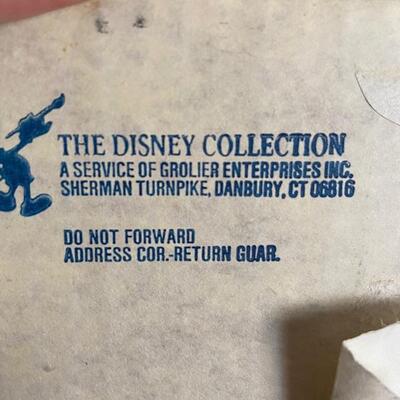 THE DISNEY COLLECTION
A SERVICE OF GROLIER ENTERPRISES INC.
SHERMAN TURNPIKE, DANBURY, CT 06816
DO NOT FORWARD
ADDRESS COR.-RETURN GUAR.